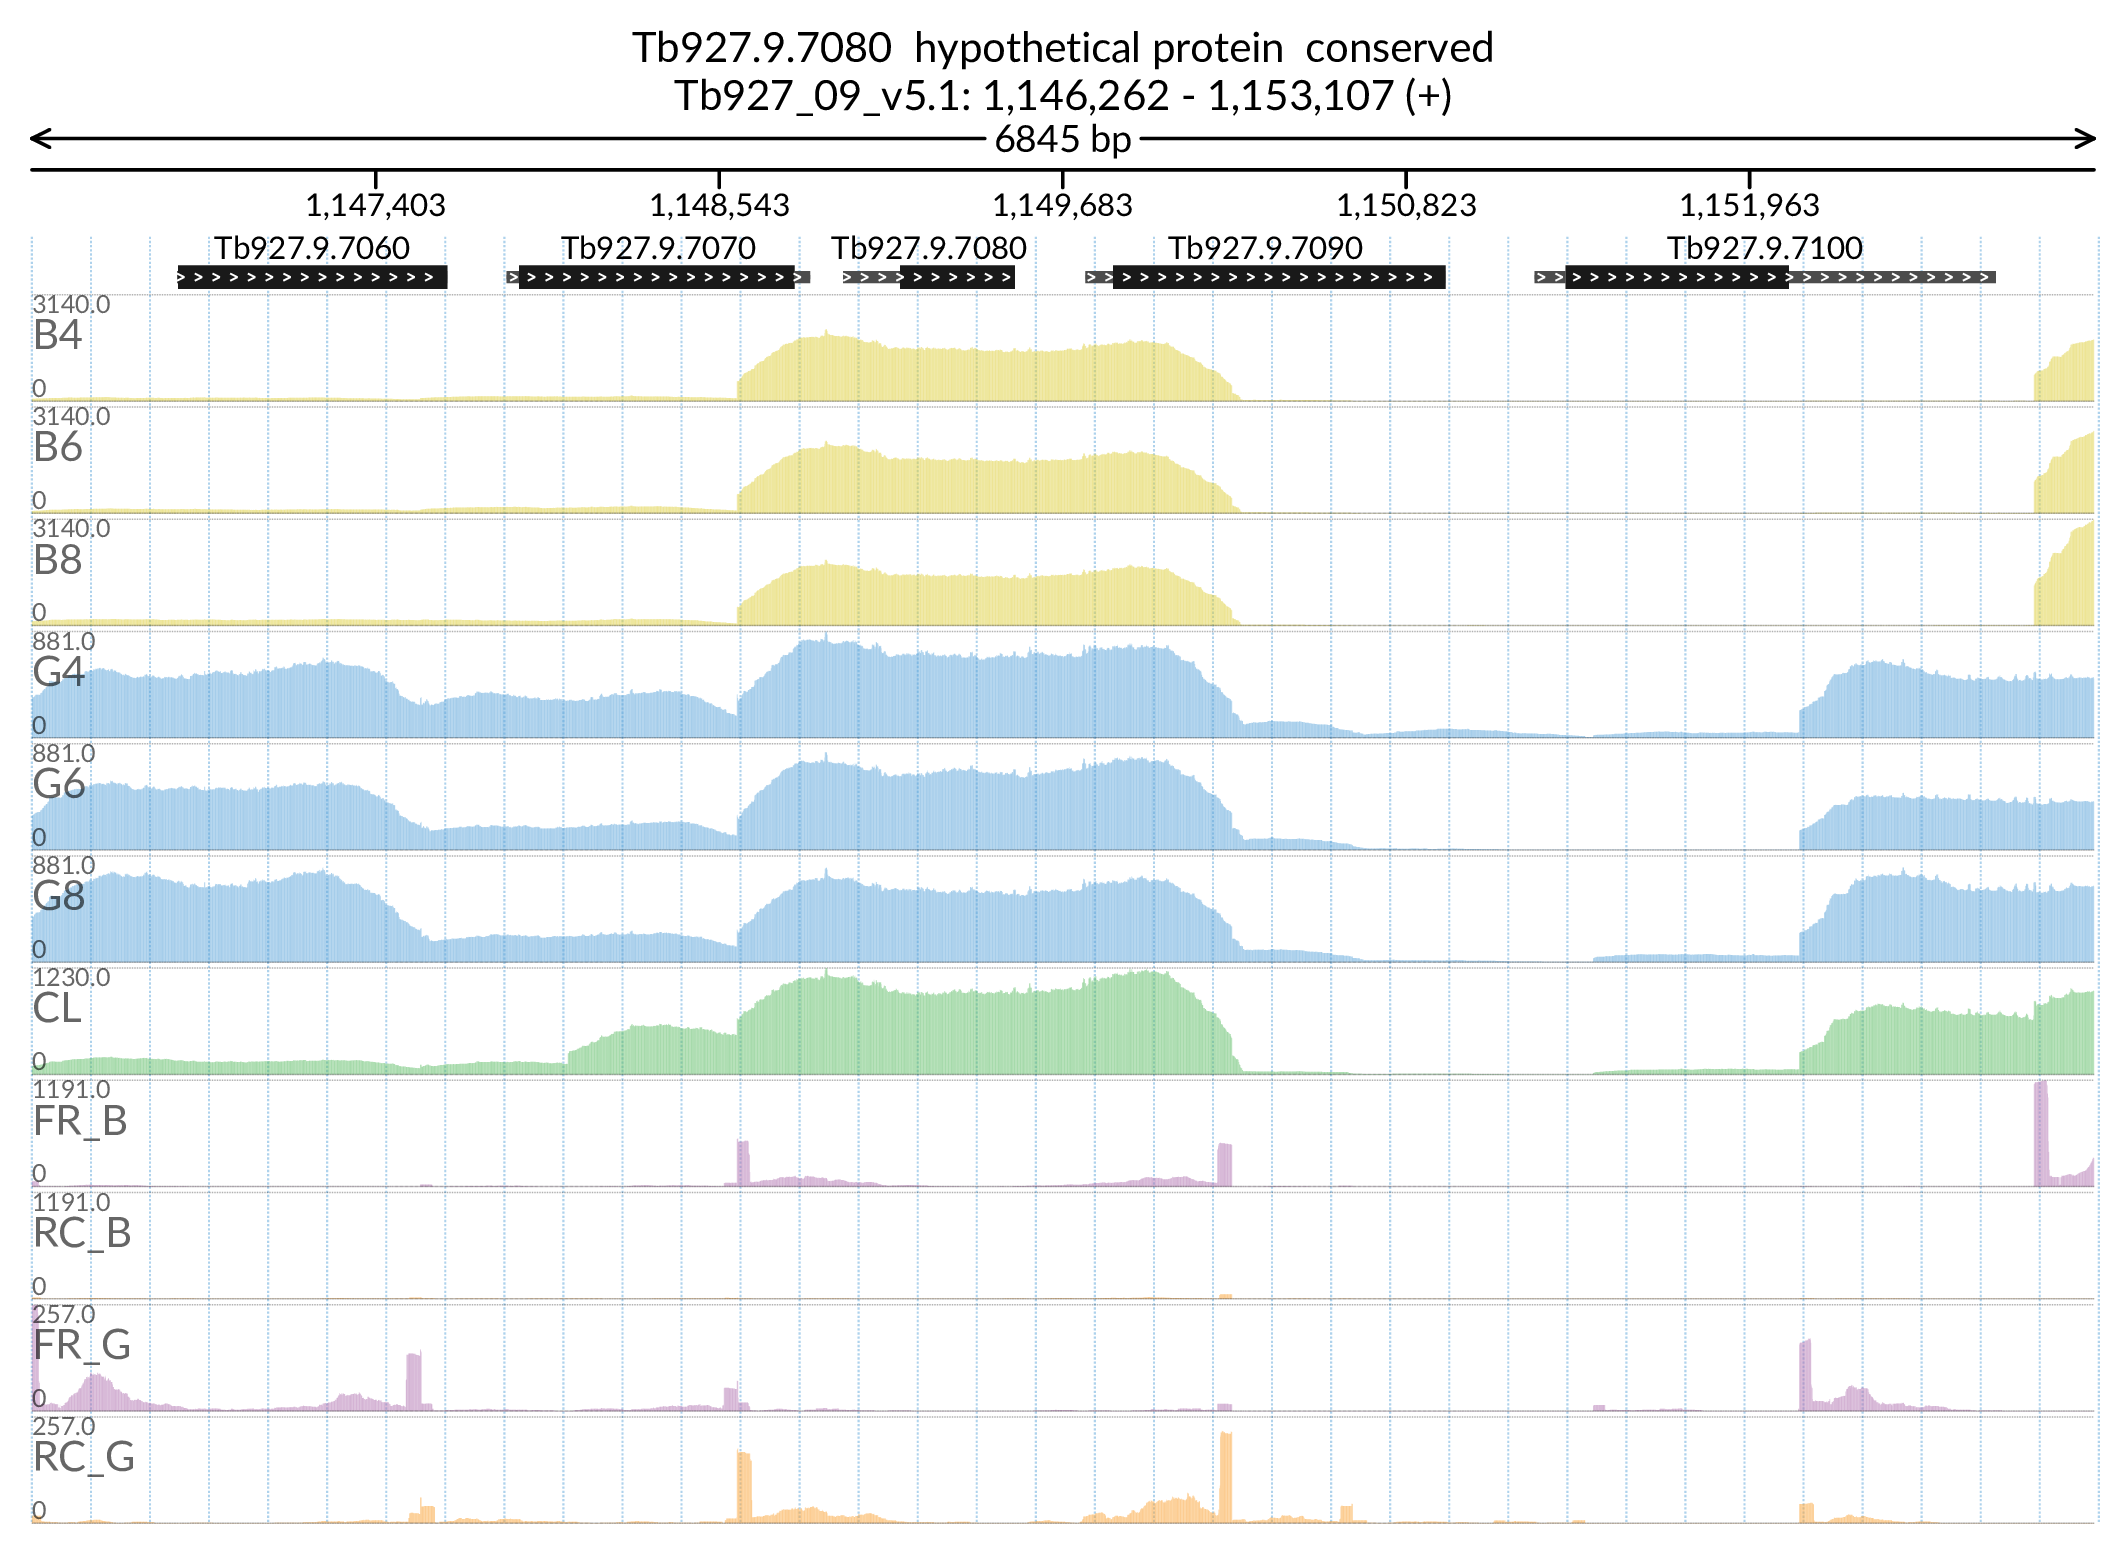 Tb927.9.7080 hypothetical protein conserved
Tb927_09_v5.1: 1,146,262 - 1,153,107 (+)
6845 bp
1,147,403 1,148,543 1,149,683 1,150,823 1,151,963
Tb927.9.7060 Tb927.9.7070 Tb927.9.7080 Tb927.9.7090 Tb927.9.7100
3140.0
B4
0
3140.0
B6
0
3140.0
B8
0
881.0
G4
0
881.0
G6
0
881.0
G8
0
1230.0
CL
0
1191.0
FR_B
0
1191.0
RC_B
0
257.0
FR_G
0
257.0
RC_G
0